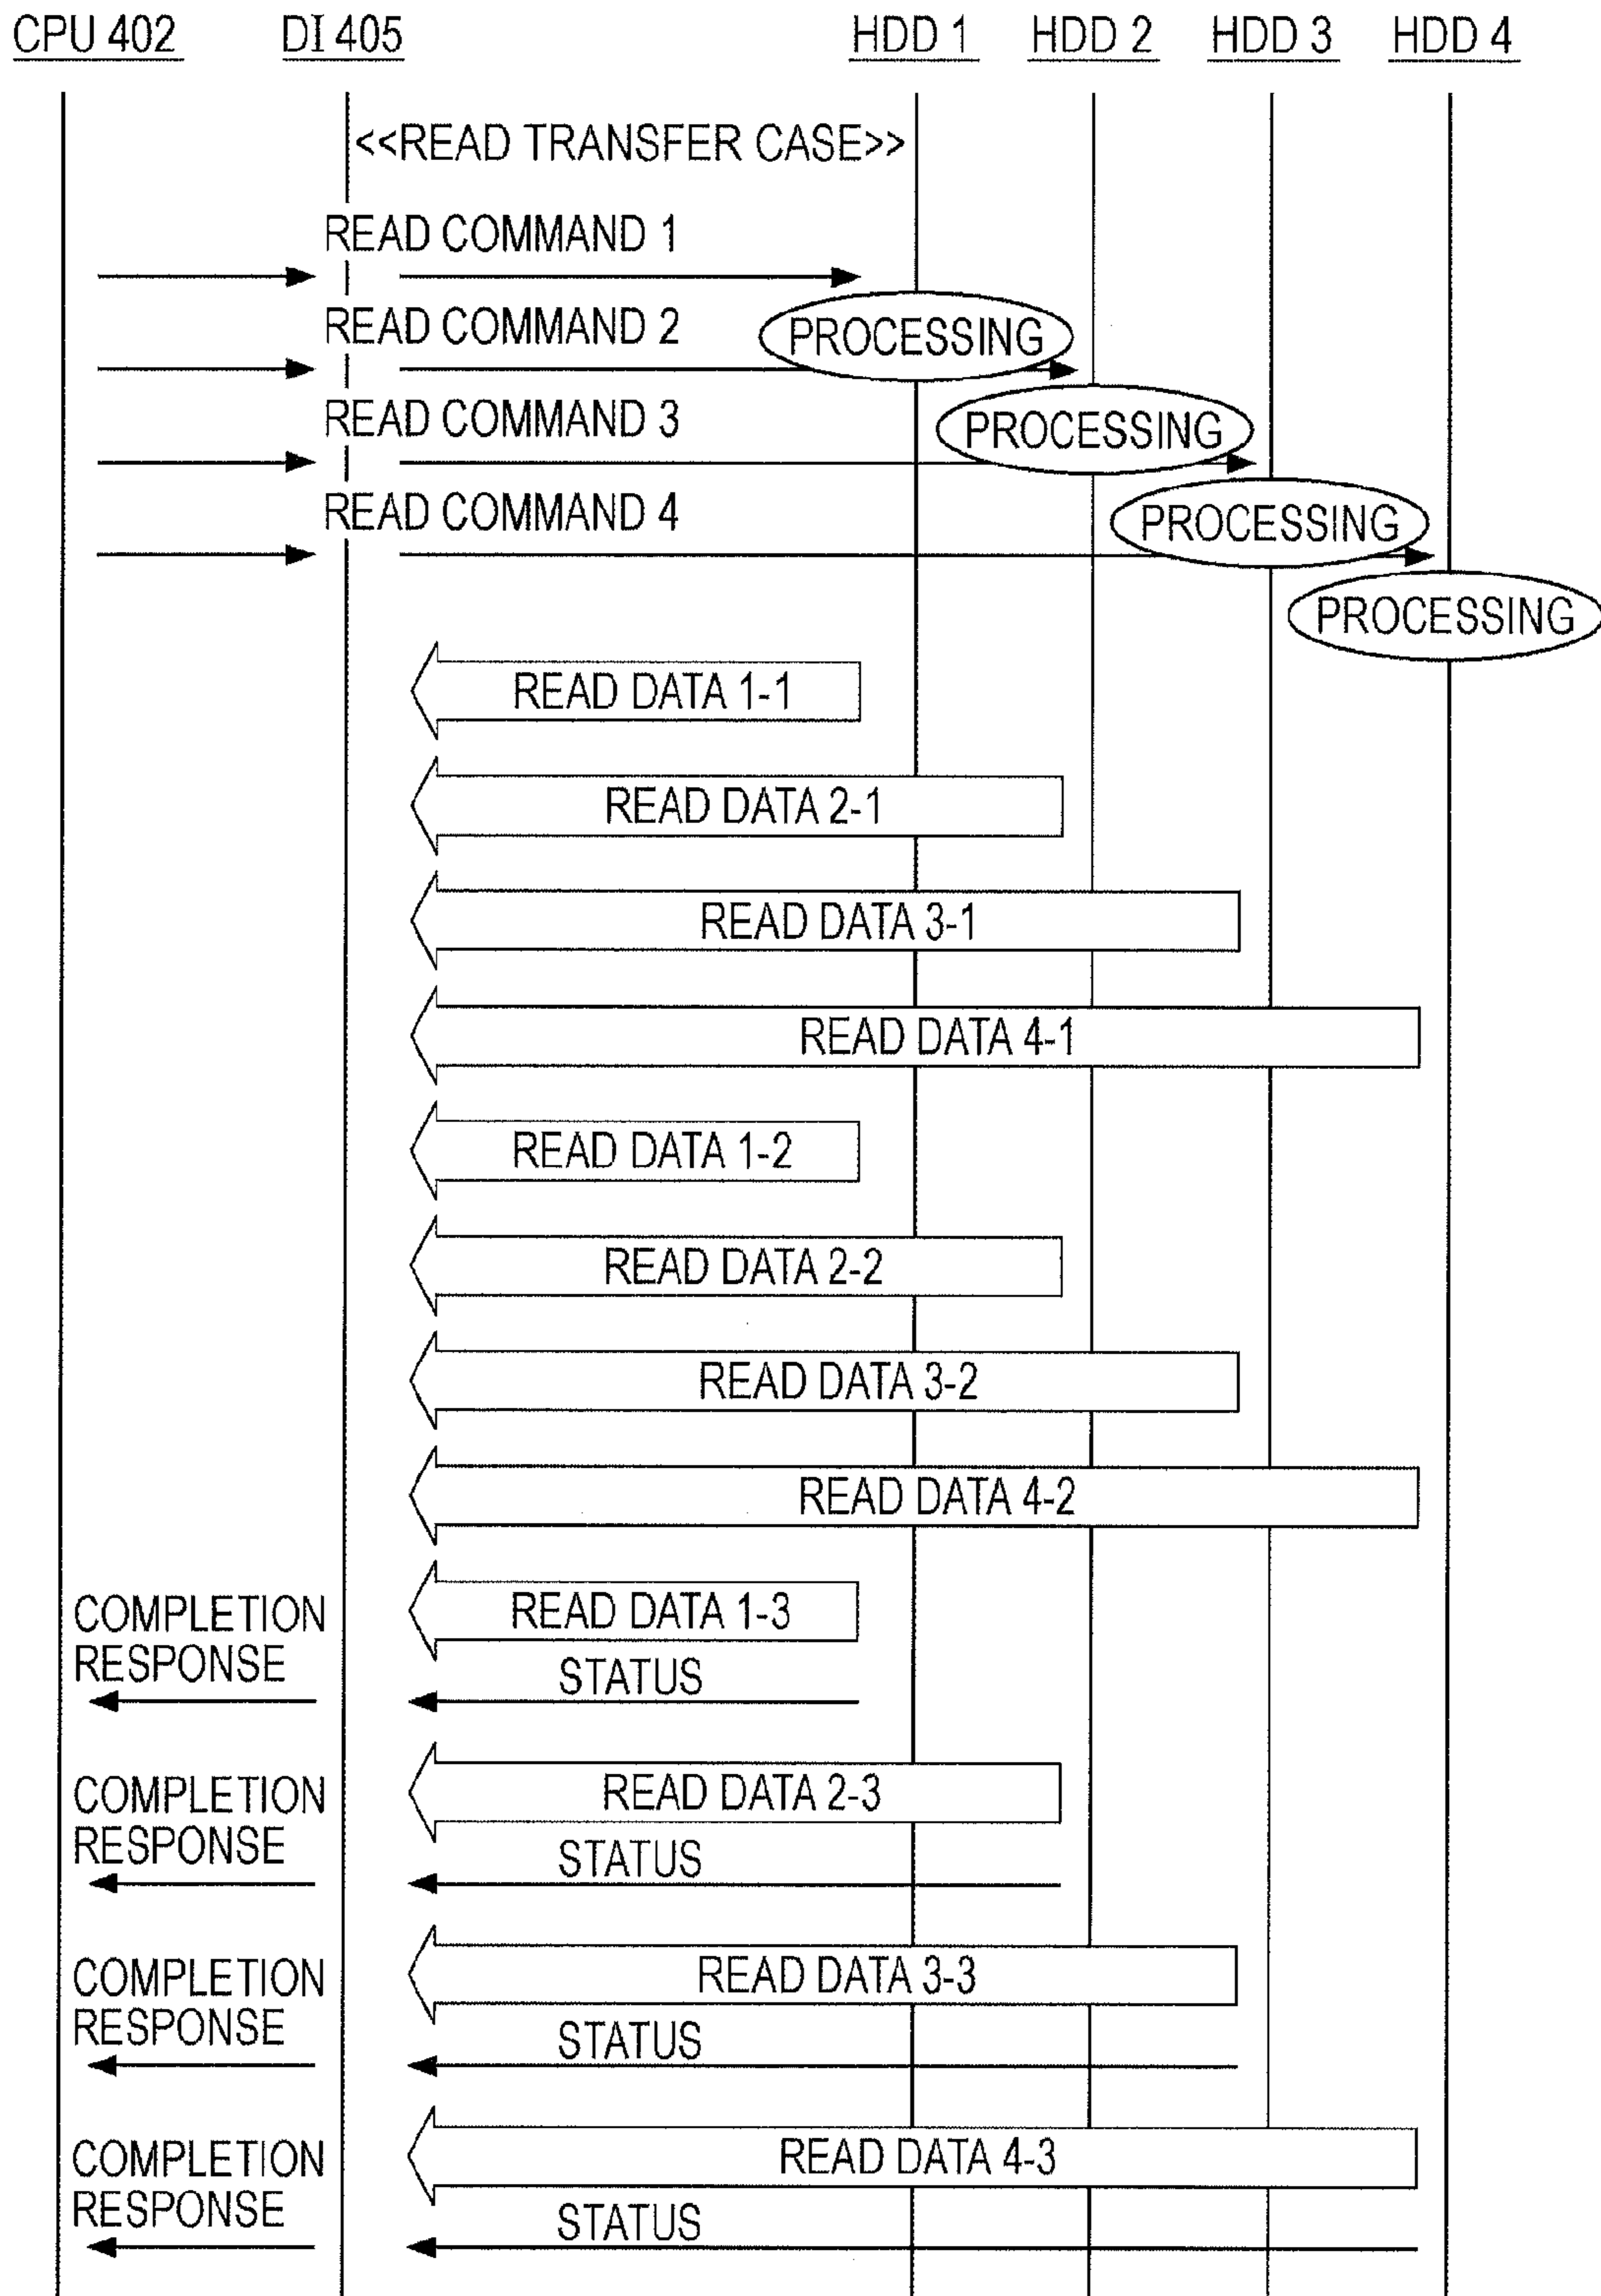 CPU 402 DI 405 HDD 1 HDD 2 HDD 3 HDD 4
<<READ TRANSFER CASE>>
READ COMMAND 1
READ COMMAND 2
PROCESSING
READ COMMAND 3
PROCESSING
READ COMMAND 4
PROCESSING
PROCESSING
READ DATA 1-1
READ DATA 2-1
READ DATA 3-1
READ DATA 4-1
READ DATA 1-2
READ DATA 2-2
READ DATA 3-2
READ DATA 4-2
READ DATA 1-3
COMPLETION
RESPONSE
STATUS
READ DATA 2-3
COMPLETION
RESPONSE
STATUS
READ DATA 3-3
COMPLETION
RESPONSE
STATUS
READ DATA 4-3
COMPLETION
RESPONSE
STATUS